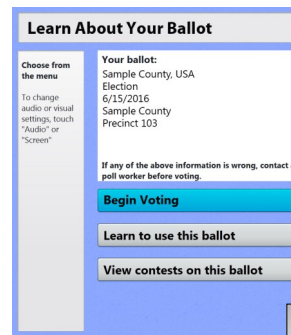 Learn About Your Ballot
Choose from
the menu
To change
audio or visual
settings, touch
"Audio" or
"Screen"
Your ballot:
Sample County, USA
Election
6/15/2016
Sample County
Precinct 103
If any of the above information is wrong, contact
poll worker before voting.
Begin Voting
Learn to use this ballot
View contests on this ballot